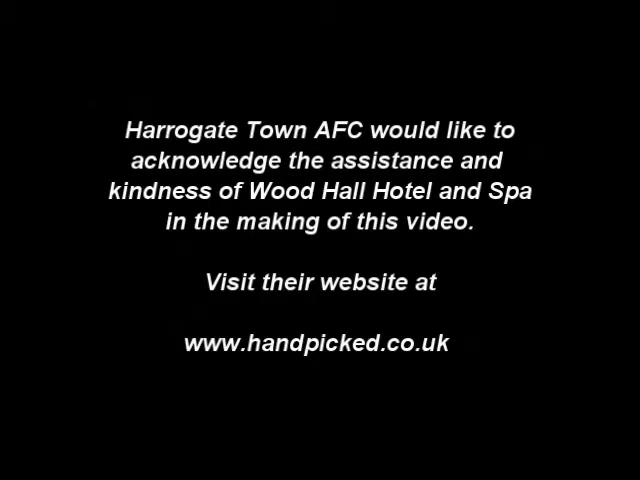 Harrogate Town AFC would like to
acknowledge the assistance and
kindness of Wood Hall Hotel and Spa
in the making of this video.
Visit their website at
www.handpicked.co.uk